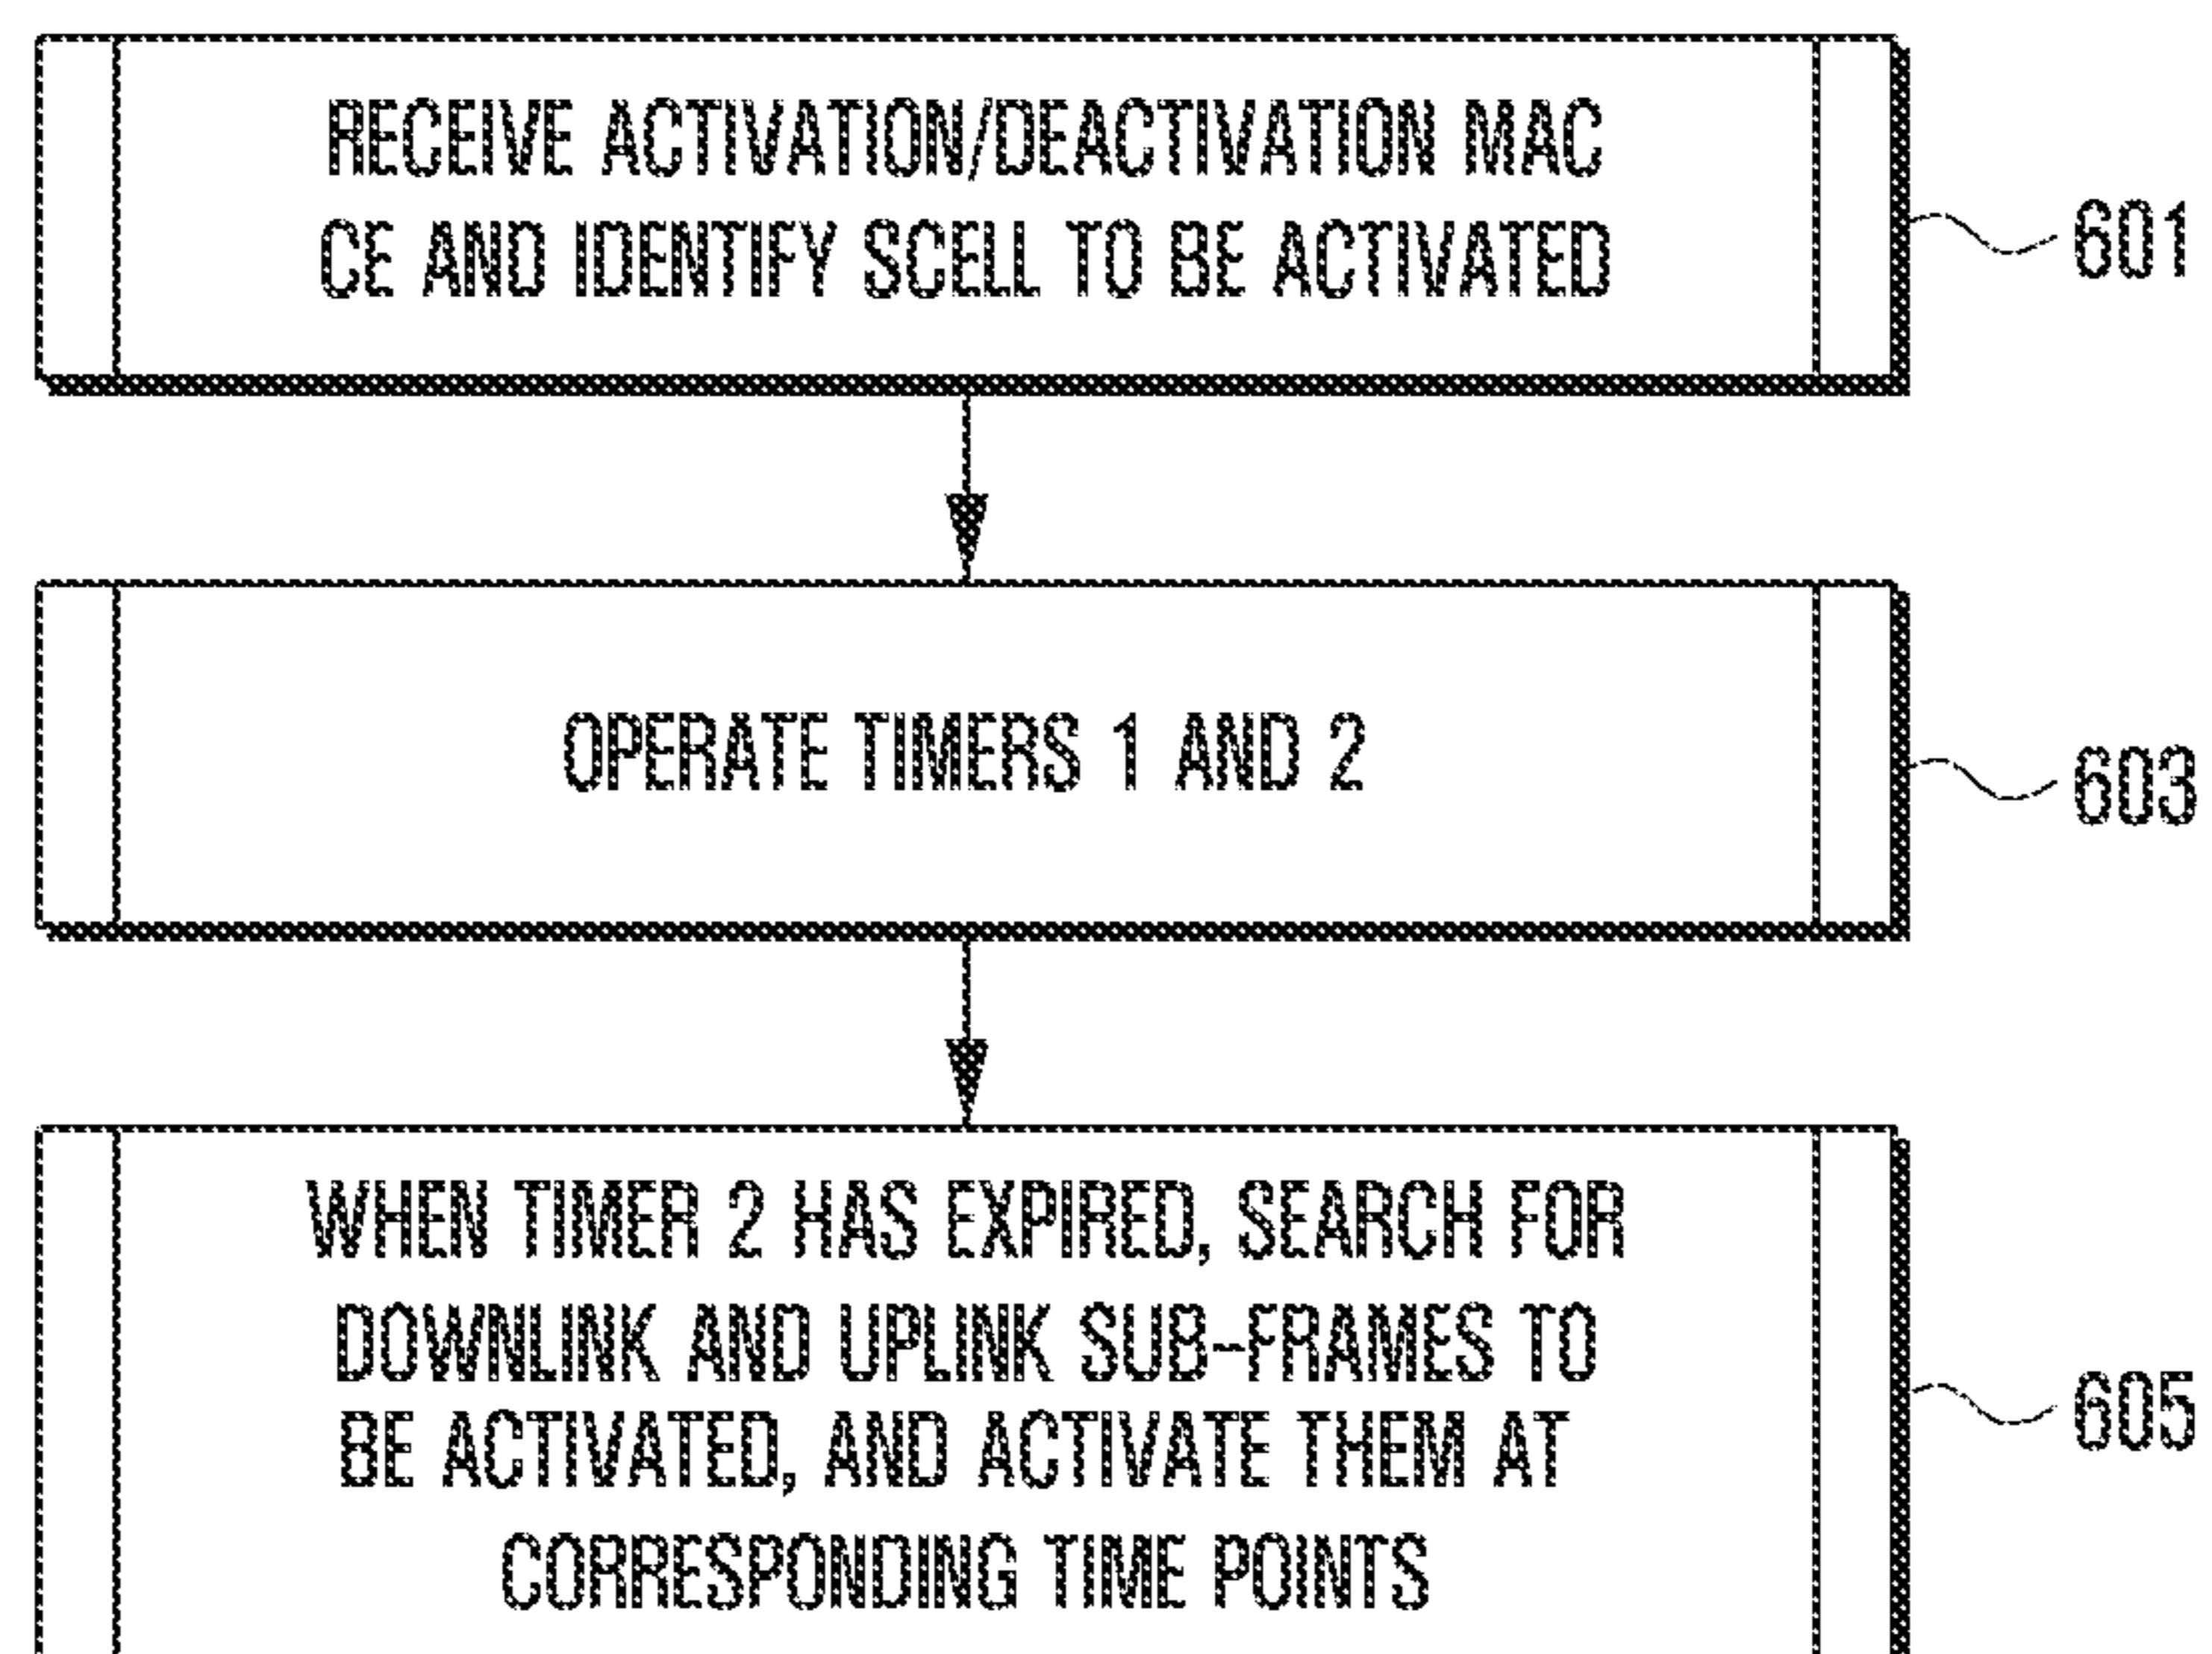 RECEIVE ACTIVATION/DEACTIVATION MAC
CE AND IDENTIFY SCELL TO BE ACTIVATED
601
OPERATE TIMERS 1 AND 2
603
WHEN TIMER 2 HAS EXPIRED, SEARCH FOR
DOWNLINK AND UPLINK SUB-FRAMES TO
BE ACTIVATED, AND ACTIVATE THEM AT
CORRESPONDING TIME POINTS
605